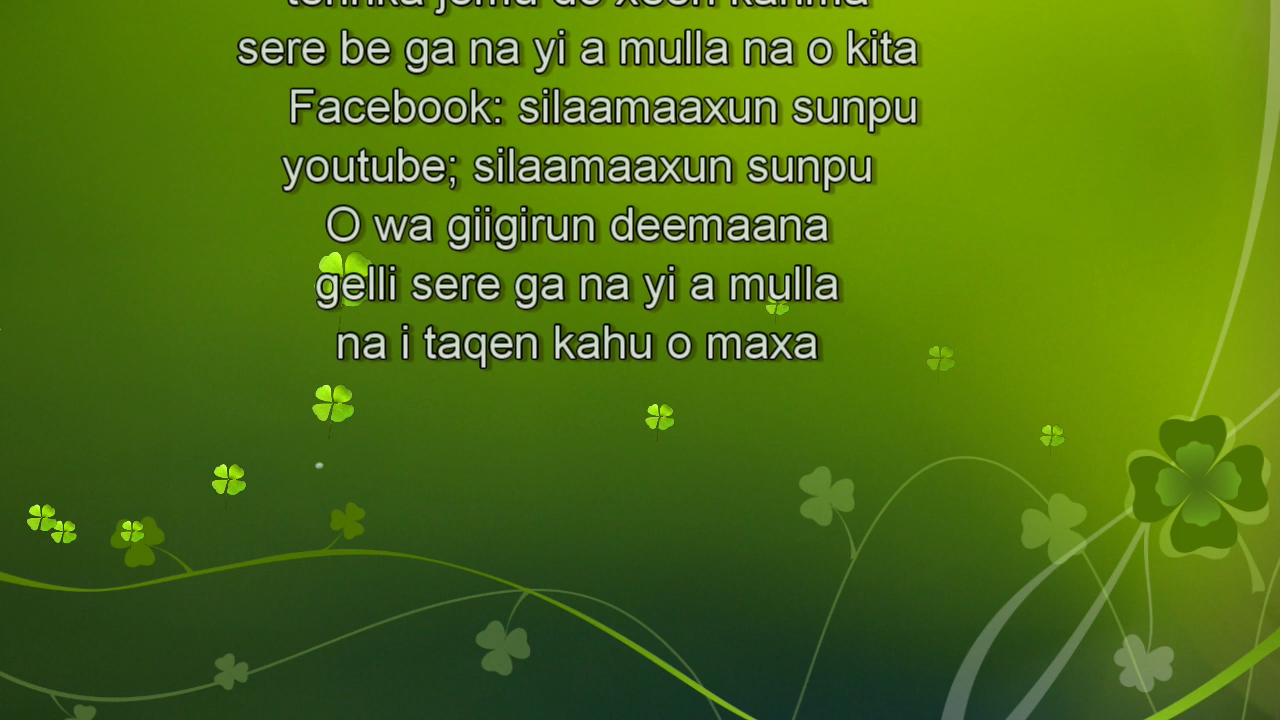 sere be ga na yi a mulla na o kita
Facebook: silaamaaxun sunpu
youtube; silaamaaxun sunpu
O wa giigirun deemaana
gelli sere ga na yi a mulla
na i taqen kahu o maxa